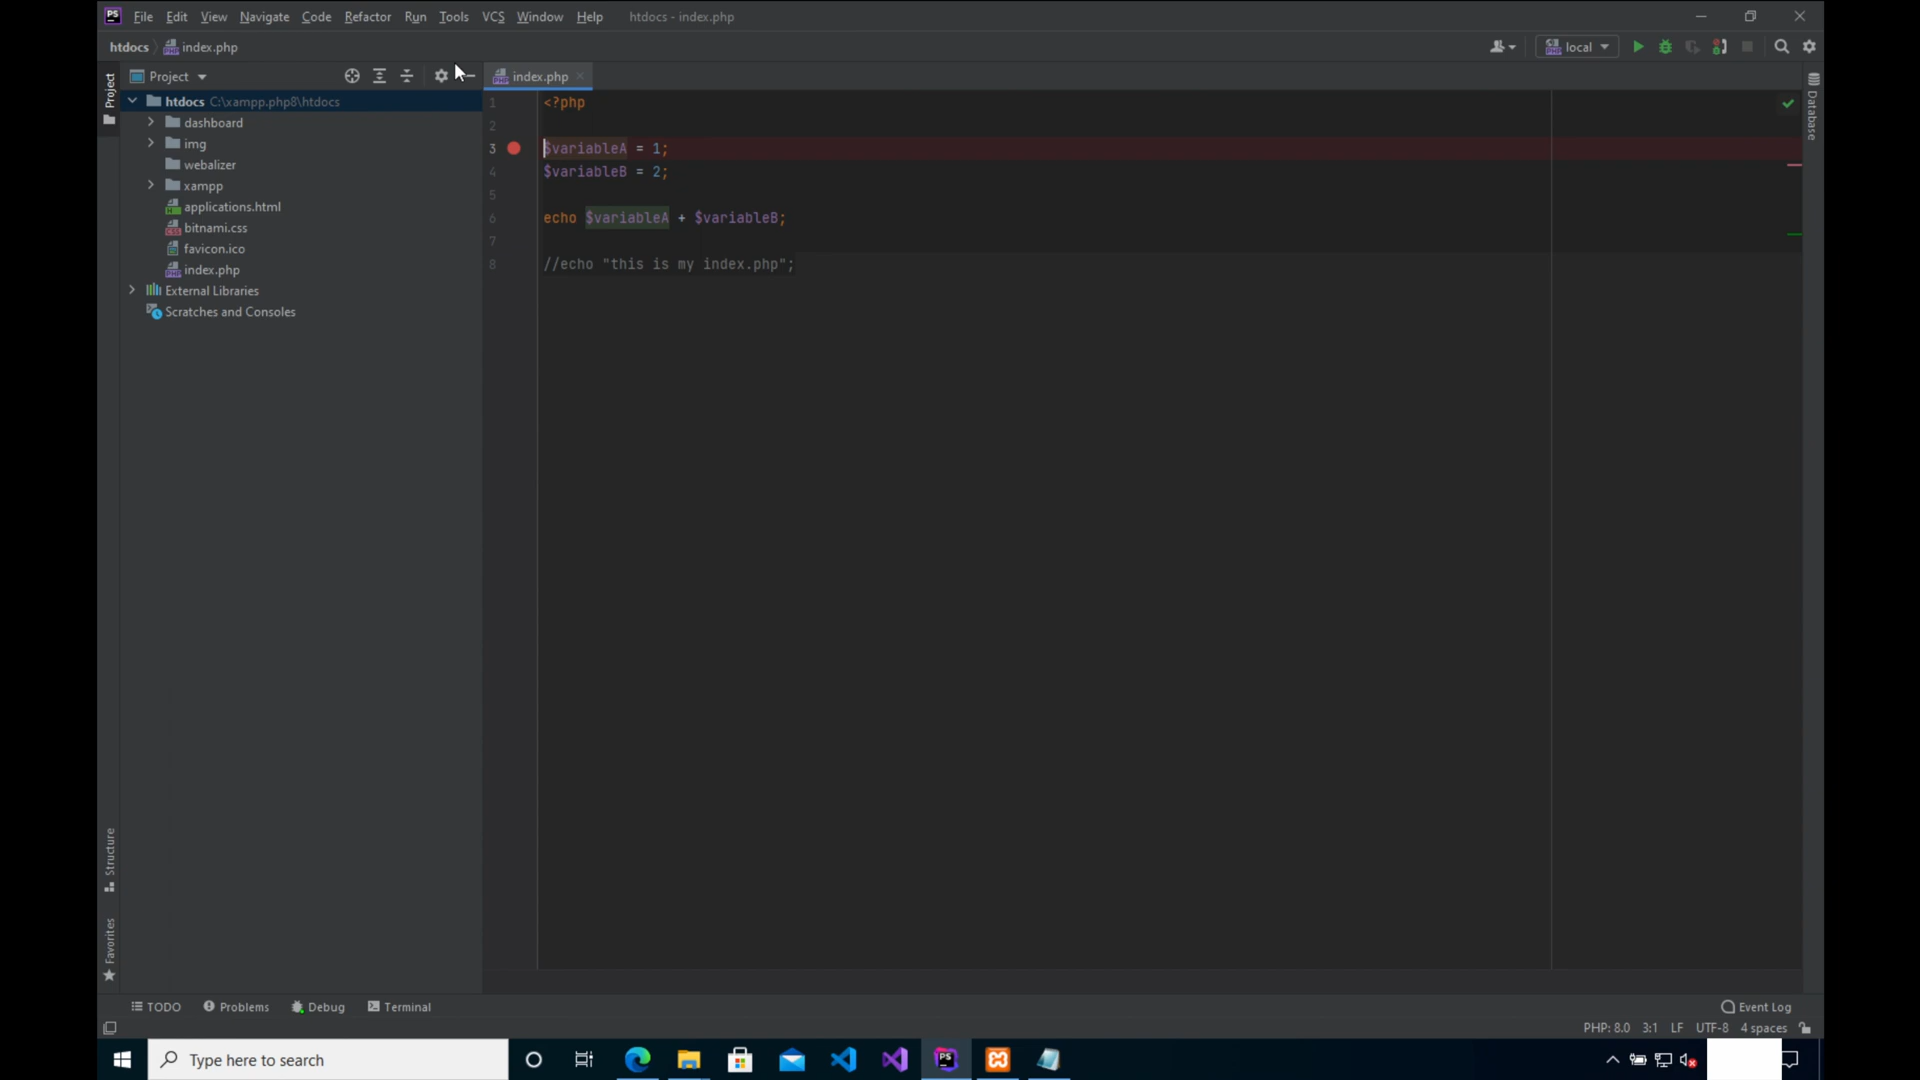 PS File Edit View Navigate Code Refactor Run Tools VCS Window Help htdocs - index.php
htdocs index.php local
Project index.php
Project
htdocs C:\xampp.php8\htdocs
dashboard
img
webalizer
xampp
applications.html
bitnami.css
favicon.ico
index.php
External Libraries
Scratches and Consoles
1 <?php
2
3 $variableA = 1;
4 $variableB = 2;
5
6 echo $variableA + $variableB;
7
8 //echo "this is my index.php";
Database
Structure
Favorites
TODO Problems Debug Terminal Event Log
PHP: 8.0 3:1 LF UTF-8 4 spaces
Type here to search
PS